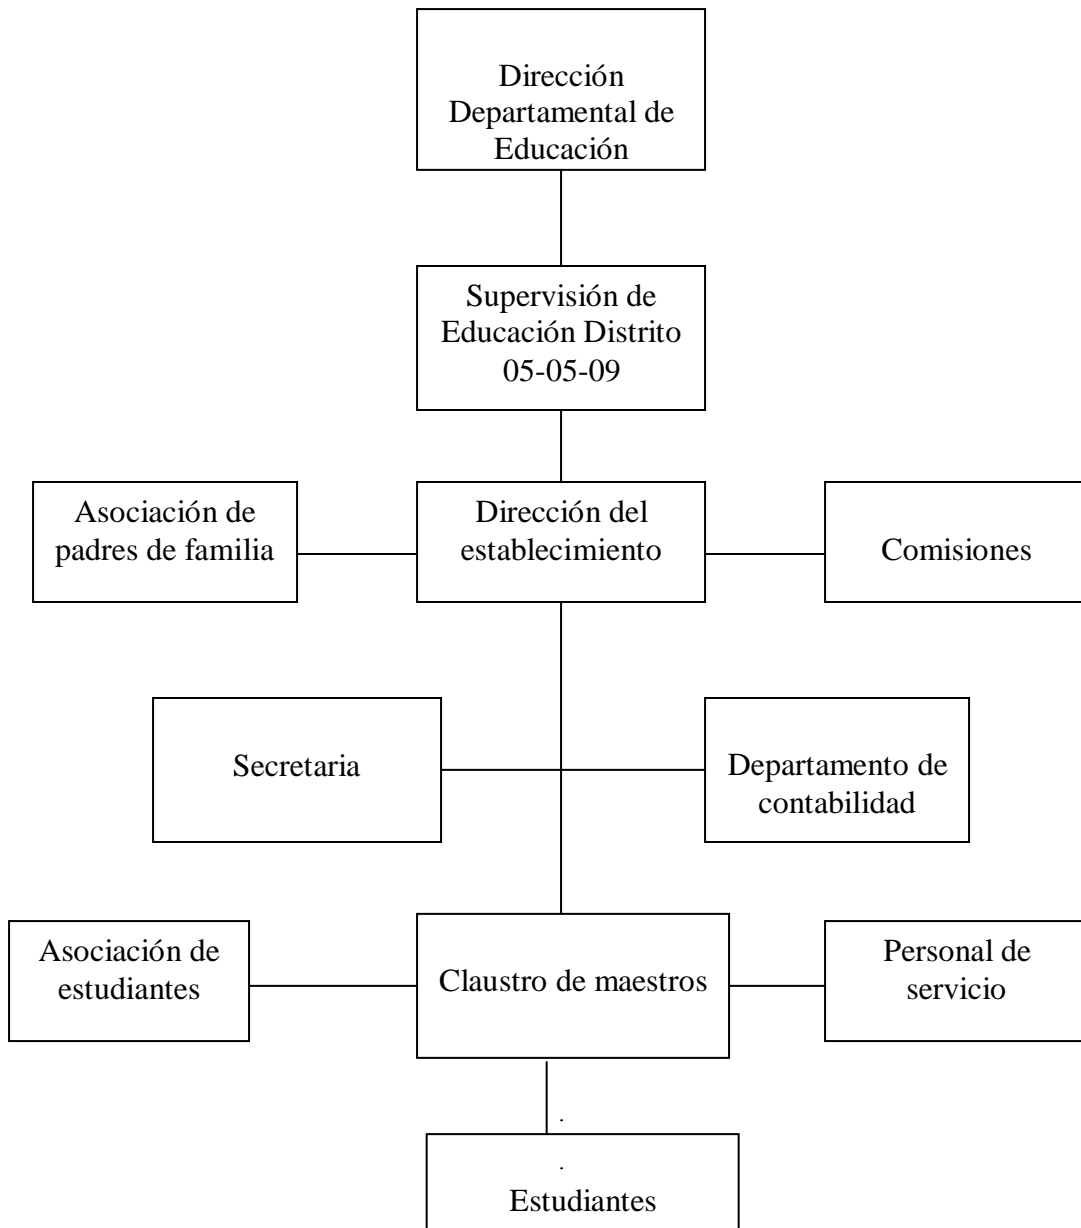 Dirección
Departamental de
Educación
Supervisión de
Educación Distrito
05-05-09
Asociación de
padres de familia
Dirección del
establecimiento
Comisiones
Secretaria
Departamento de
contabilidad
Asociación de
estudiantes
Claustro de maestros
Personal de
servicio
.
.
Estudiantes